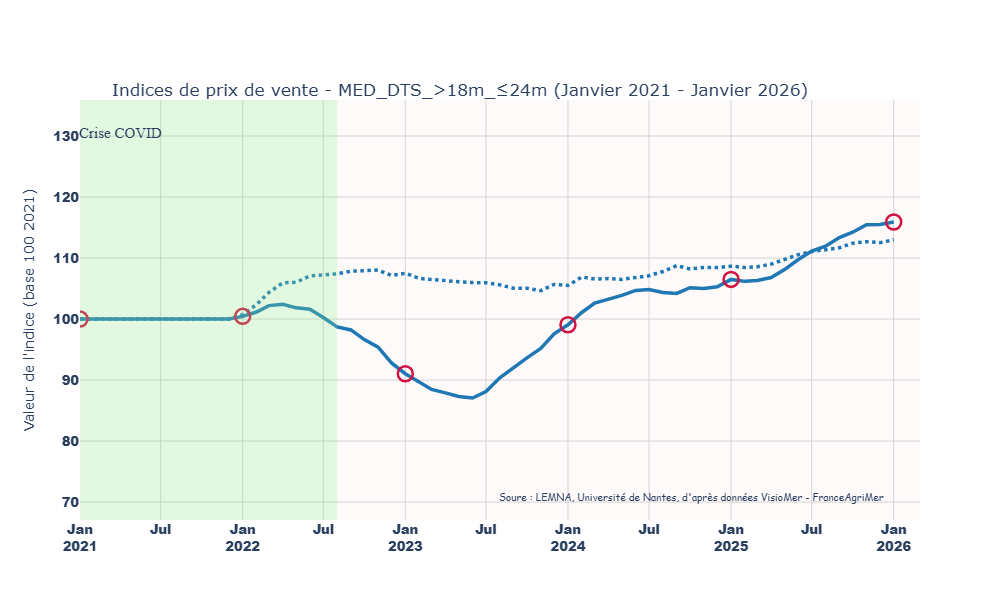 Indices de prix de vente - MED_DTS_>18m_≤24m (Janvier 2021 - Janvier 2026)
Crise COVID
Valeur de l'indice (base 100 2021)
130
120
110
100
90
80
70
Soure : LEMNA, Université de Nantes, d'après données VisioMer - FranceAgriMer
Jan Jul Jan Jul Jan Jul Jan Jul Jan Jul Jan
2021 2022 2023 2024 2025 2026